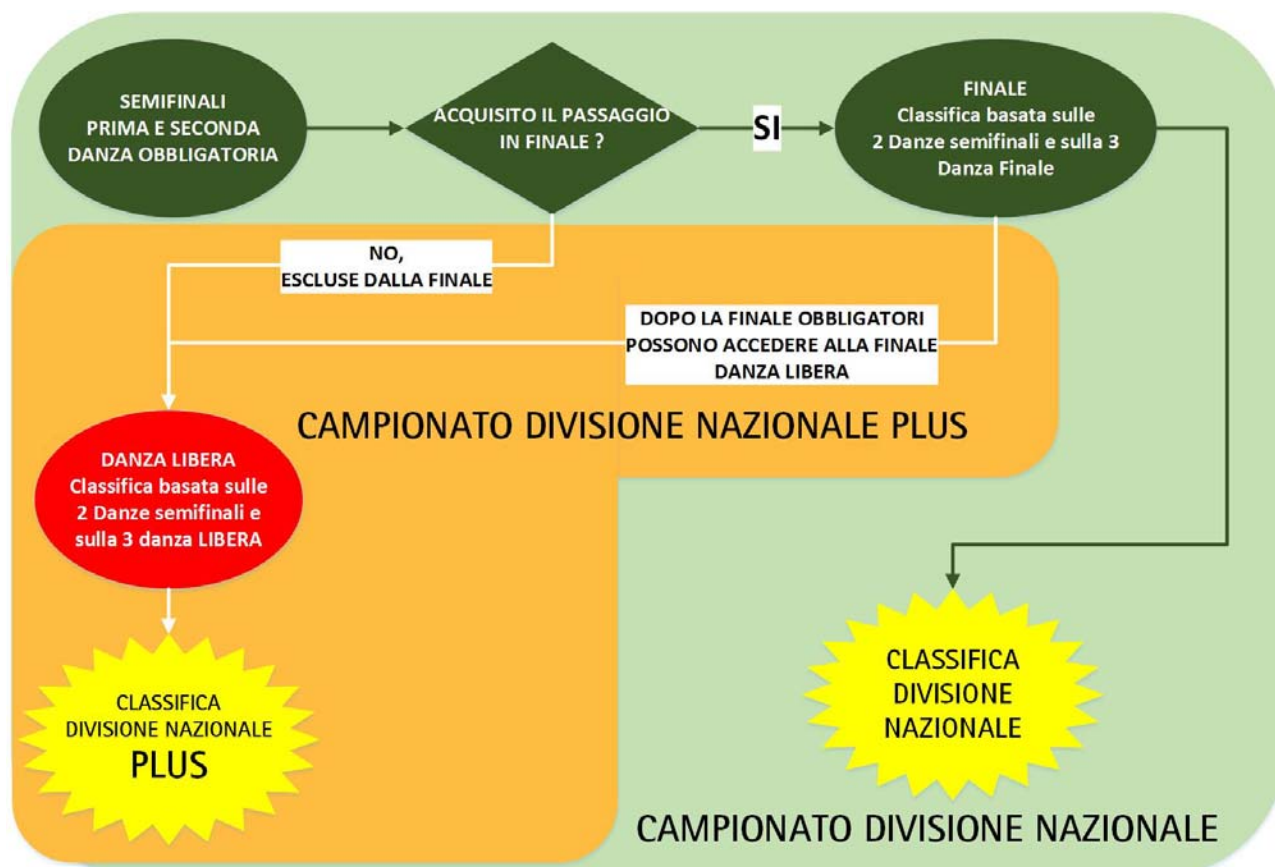 SEMIFINALI
PRIMA E SECONDA
DANZA OBBLIGATORIA
ACQUISITO IL PASSAGGIO
IN FINALE ?
SI
FINALE
Classifica basata sulle
2 Danze semifinali e sulla 3
Danza Finale
NO,
ESCLUSE DALLA FINALE
DOPO LA FINALE OBBLIGATORI
POSSONO ACCEDERE ALLA FINALE
DANZA LIBERA
CAMPIONATO DIVISIONE NAZIONALE PLUS
DANZA LIBERA
Classifica basata sulle
2 Danze semifinali e
sulla 3 danza LIBERA
CLASSIFICA
DIVISIONE NAZIONALE
PLUS
CLASSIFICA
DIVISIONE
NAZIONALE
CAMPIONATO DIVISIONE NAZIONALE